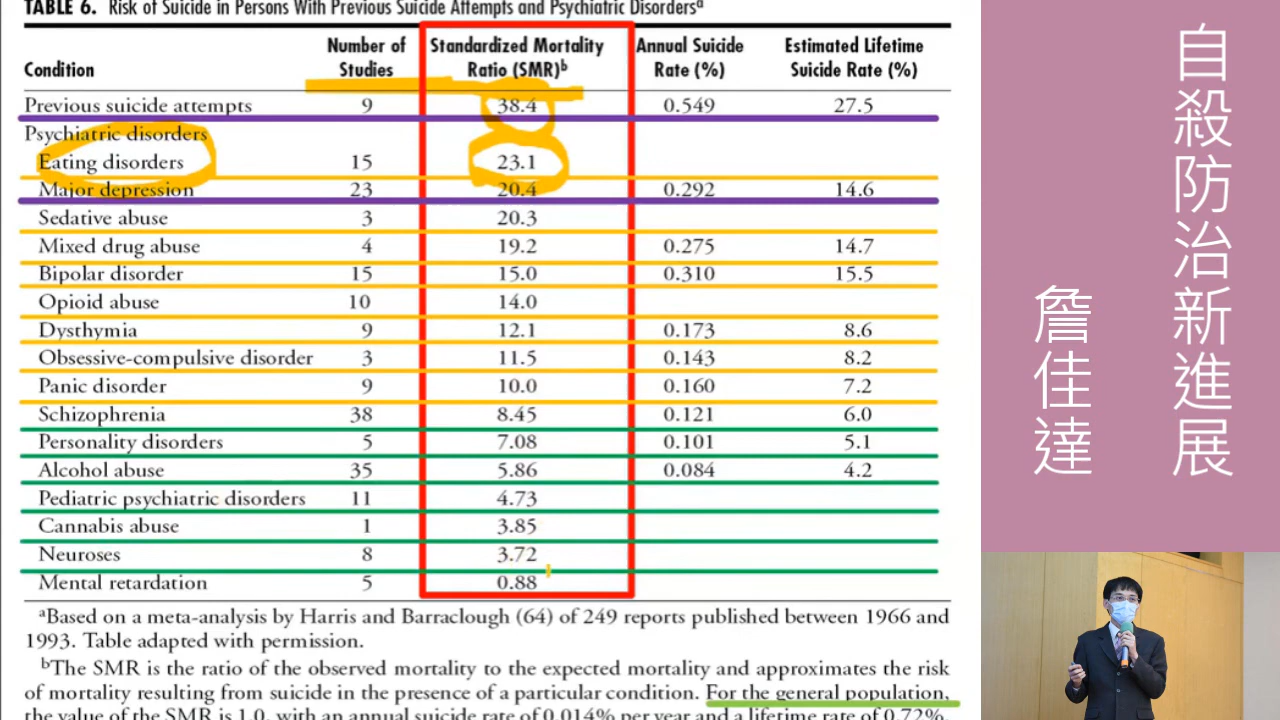 TABLE 6. Risk of Suicide in Persons With Previous Suicide Attempts and Psychiatric Disordersa
Condition Number of Studies Standardized Mortality Ratio (SMR)b Annual Suicide Rate (%) Estimated Lifetime Suicide Rate (%)
Previous suicide attempts 9 38.4 0.549 27.5
Psychiatric disorders
Eating disorders 15 23.1
Major depression 23 20.4 0.292 14.6
Sedative abuse 3 20.3
Mixed drug abuse 4 19.2 0.275 14.7
Bipolar disorder 15 15.0 0.310 15.5
Opioid abuse 10 14.0
Dysthymia 9 12.1 0.173 8.6
Obsessive-compulsive disorder 3 11.5 0.143 8.2
Panic disorder 9 10.0 0.160 7.2
Schizophrenia 38 8.45 0.121 6.0
Personality disorders 5 7.08 0.101 5.1
Alcohol abuse 35 5.86 0.084 4.2
Pediatric psychiatric disorders 11 4.73
Cannabis abuse 1 3.85
Neuroses 8 3.72
Mental retardation 5 0.88
aBased on a meta-analysis by Harris and Barraclough (64) of 249 reports published between 1966 and
1993. Table adapted with permission.
bThe SMR is the ratio of the observed mortality to the expected mortality and approximates the risk
of mortality resulting from suicide in the presence of a particular condition. For the general population,
the value of the SMR is 1.0, with an annual suicide rate of 0.014% per year and a lifetime rate of 0.72%.
自殺防治新進展
詹佳達